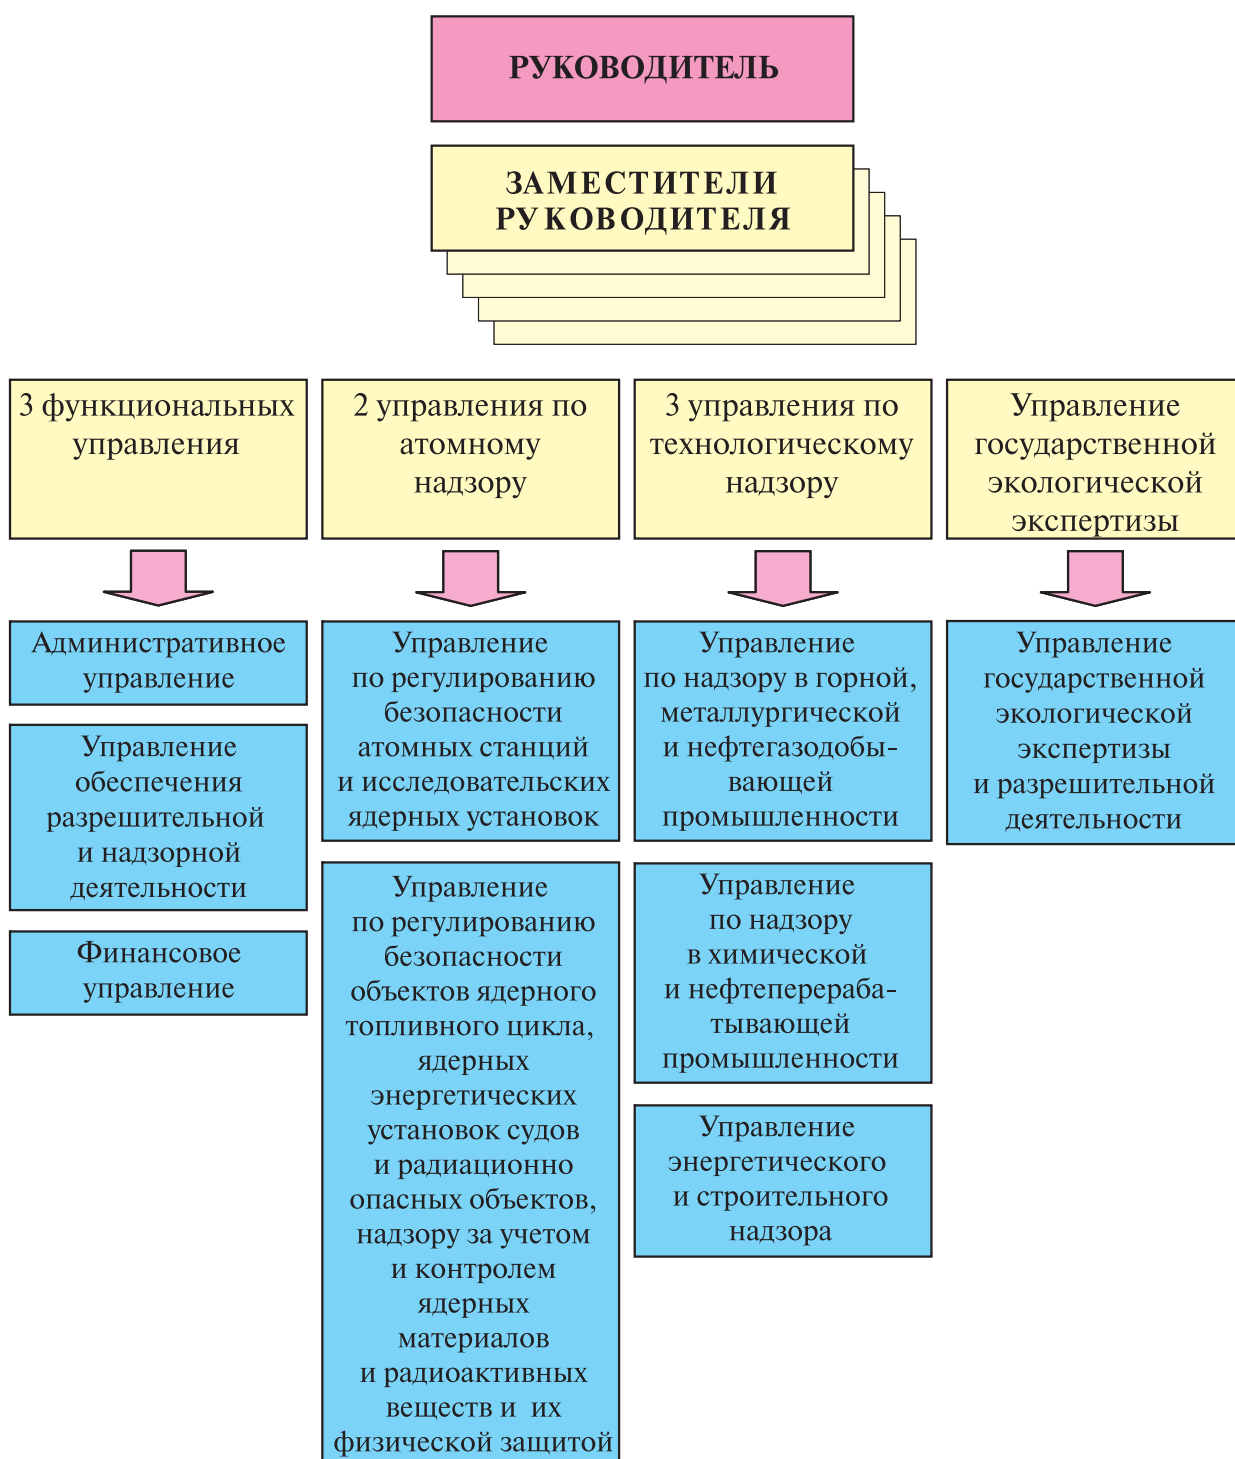 РУКОВОДИТЕЛЬ
ЗАМЕСТИТЕЛИ
РУКОВОДИТЕЛЯ
3 функциональных
управления
2 управления по
атомному
надзору
3 управления по
технологическому
надзору
Управление
государственной
экологической
экспертизы
Административное
управление
Управление
обеспечения
разрешительной
и надзорной
деятельности
Финансовое
управление
Управление
по регулированию
безопасности
атомных станций
и исследовательских
ядерных установок
Управление
по регулированию
безопасности
объектов ядерного
топливного цикла,
ядерных
энергетических
установок судов
и радиационно
опасных объектов,
надзору за учетом
и контролем
ядерных
материалов
и радиоактивных
веществ и их
физической защитой
Управление
по надзору в горной,
металлургической
и нефтегазодобы-
вающей
промышленности
Управление
по надзору
в химической
и нефтеперераба-
тывающей
промышленности
Управление
энергетического
и строительного
надзора
Управление
государственной
экологической
экспертизы
и разрешительной
деятельности